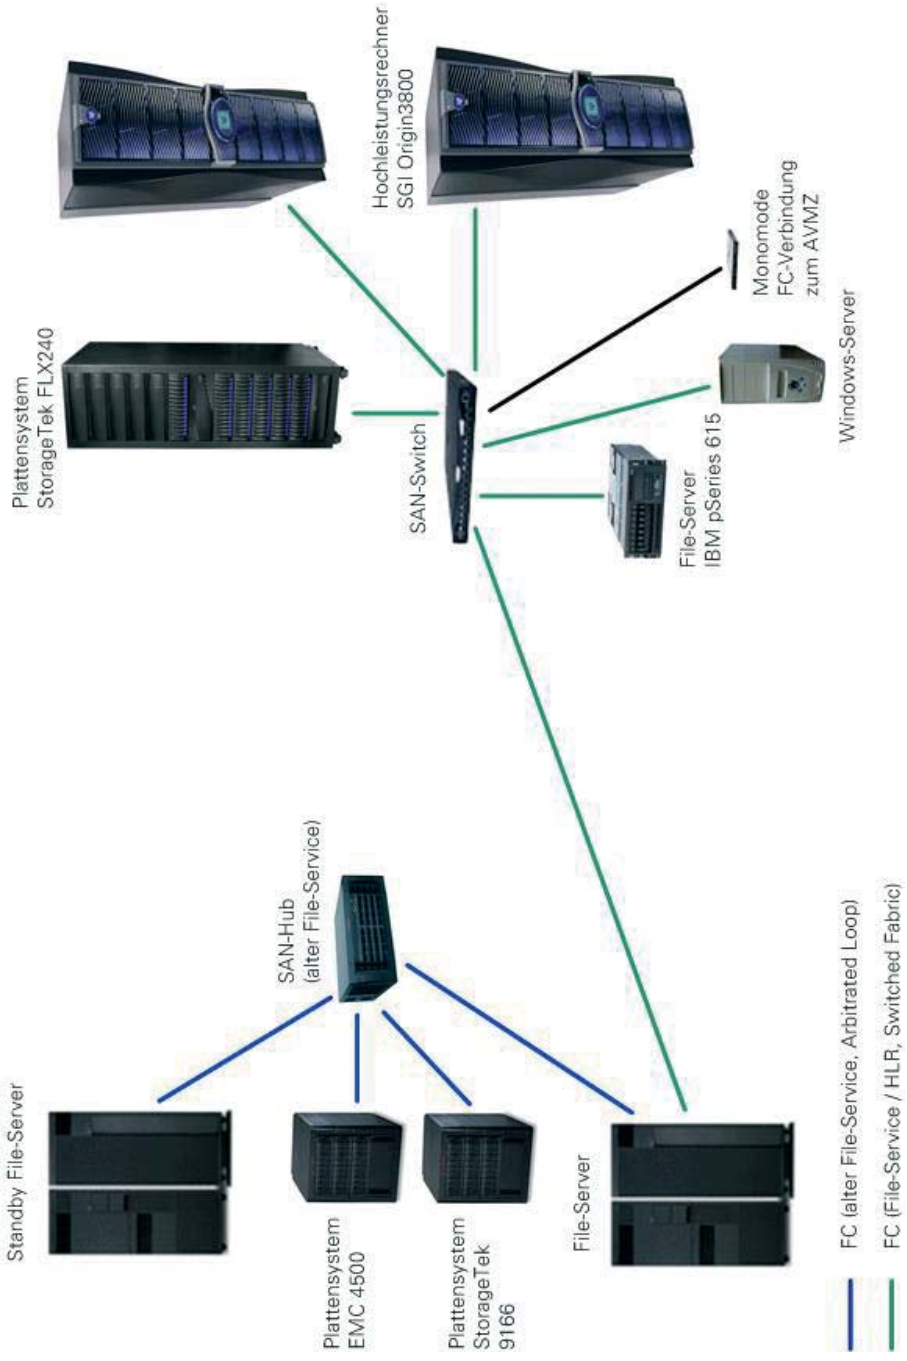 Standby File-Server
Plattensystem
EMC 4500
Plattensystem
StorageTek
9166
File-Server
SAN-Hub
(alter File-Service)
Plattensystem
StorageTek FLX240
SAN-Switch
Hochleistungsrechner
SGI Origin3800
File-Server
IBM pSeries 615
Windows-Server
Monomode
FC-Verbindung
zum AVMZ
FC (alter File-Service, Arbitrated Loop)
FC (File-Service / HLR, Switched Fabric)